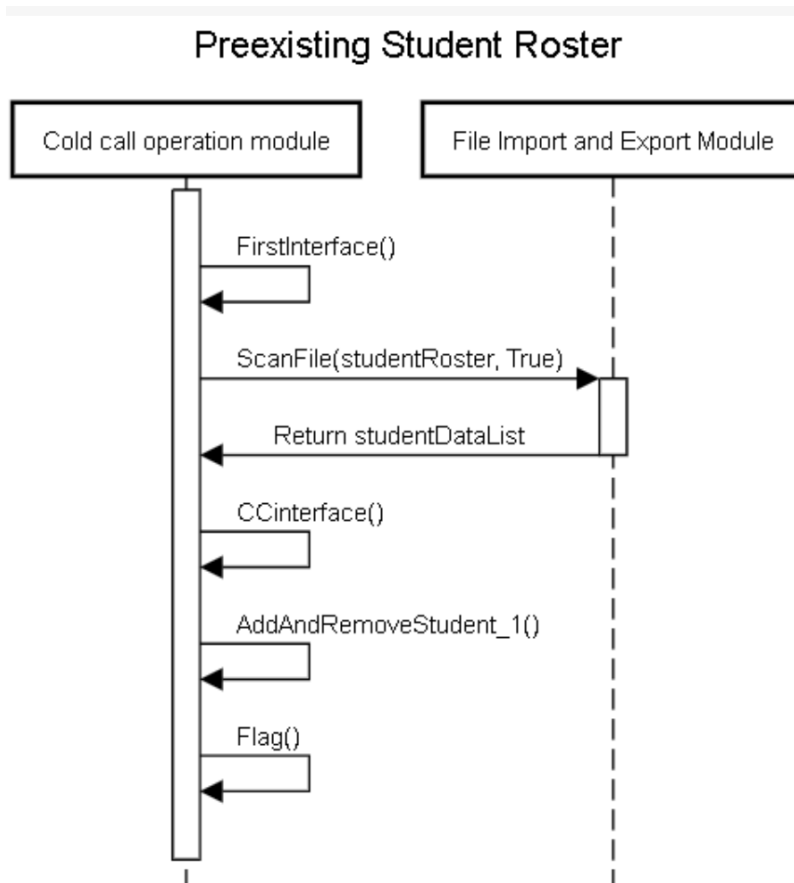 Preexisting Student Roster
Cold call operation module
File Import and Export Module
FirstInterface()
ScanFile(studentRoster, True)
Return studentDataList
CCinterface()
AddAndRemoveStudent_1()
Flag()